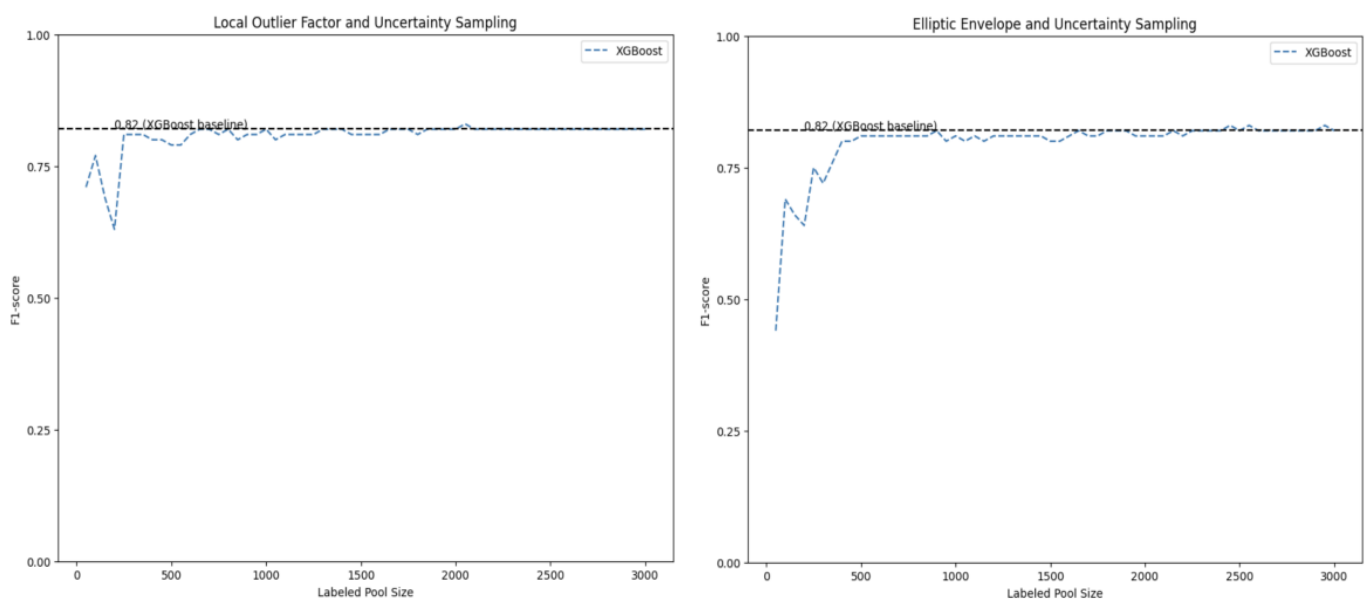 Local Outlier Factor and Uncertainty Sampling
1.00
XGBoost
0.82 (XGBoost baseline)
0.75
F1-score
0.50
0.25
0.00
0
500
1000
1500
2000
2500
3000
Labeled Pool Size
Elliptic Envelope and Uncertainty Sampling
1.00
XGBoost
0.82 (XGBoost baseline)
0.75
F1-score
0.50
0.25
0.00
0
500
1000
1500
2000
2500
3000
Labeled Pool Size